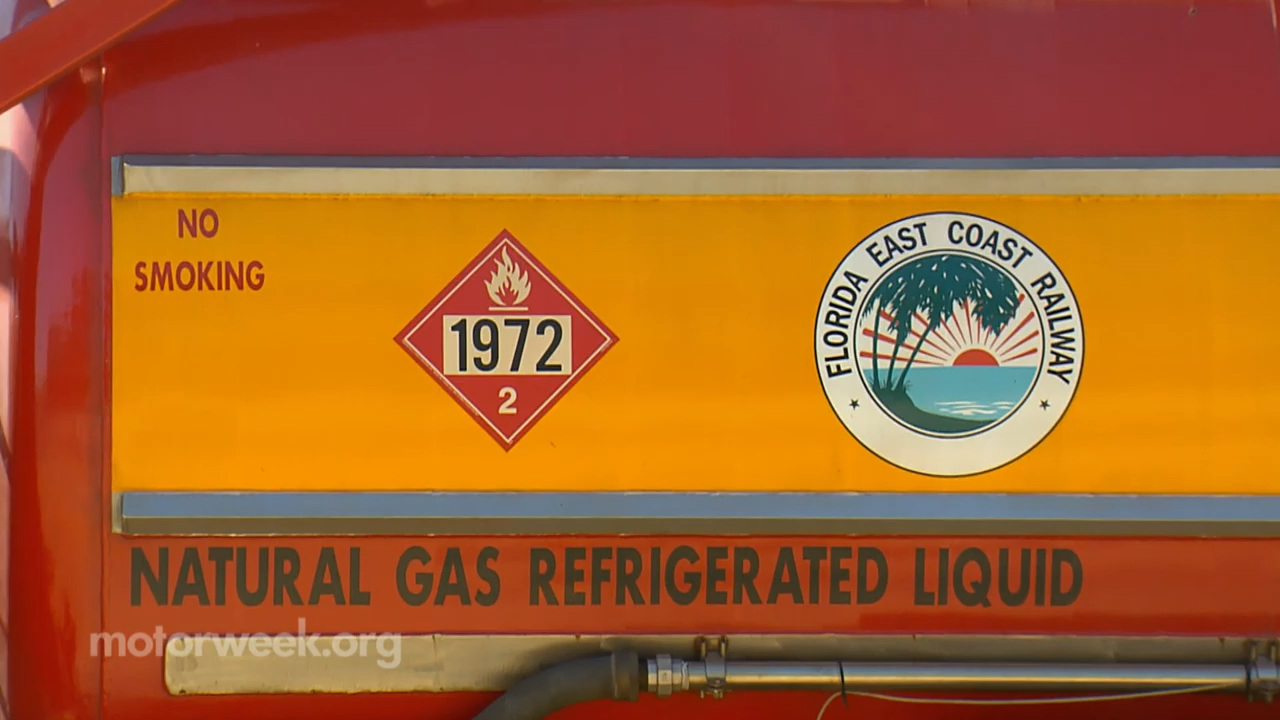 NO
SMOKING
1972
2
FLORIDA EAST COAST RAILWAY
NATURAL GAS REFRIGERATED LIQUID
motorweek.org